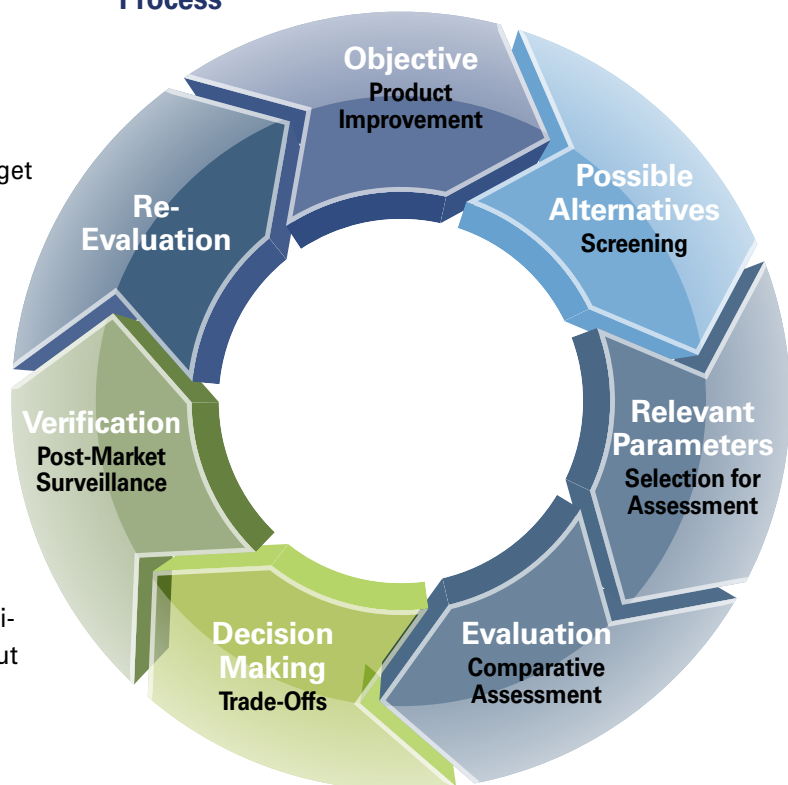 Process
Objective
Product
Improvement
Possible
Alternatives
Screening
Relevant
Parameters
Selection for
Assessment
Evaluation
Comparative
Assessment
Decision
Making
Trade-Offs
Verification
Post-Market
Surveillance
Re-
Evaluation
get
i-
ut